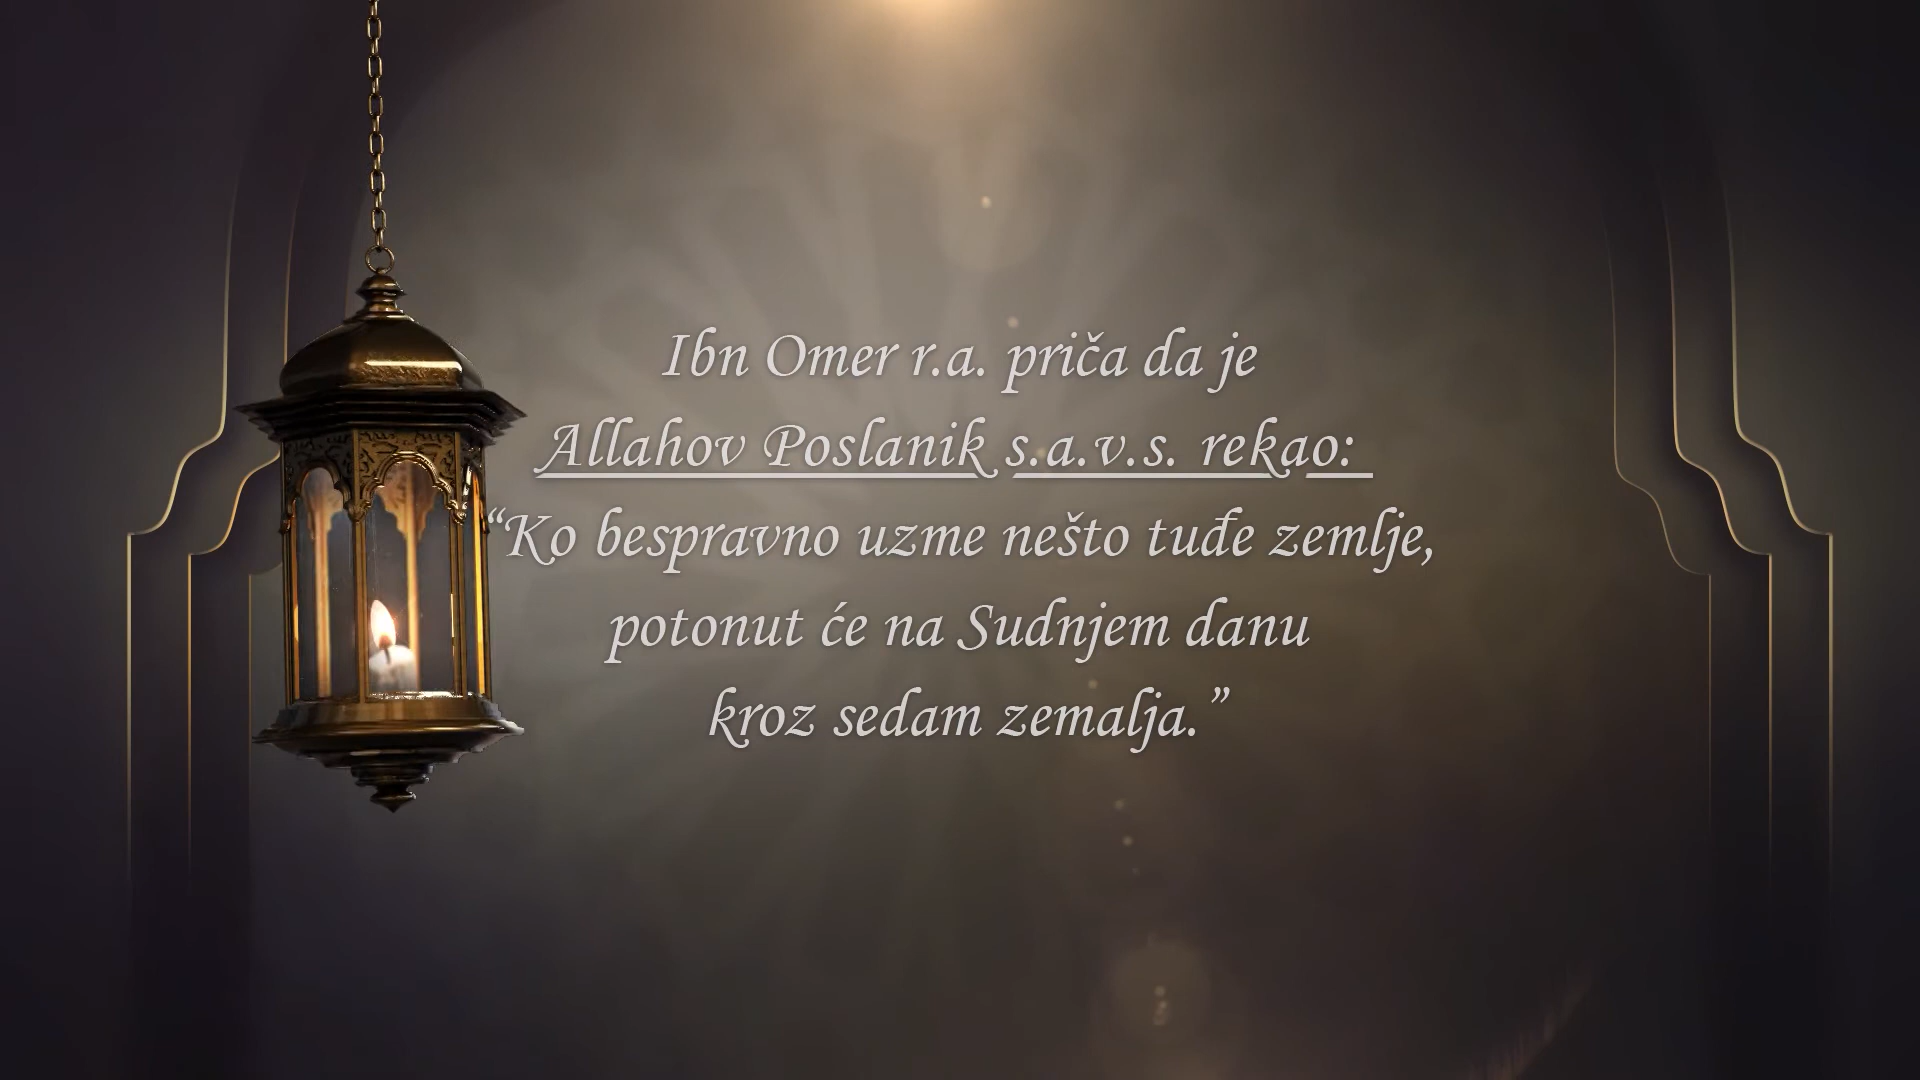 Ibn Omer r.a. priča da je
Allahov Poslanik s.a.v.s. rekao:
“Ko bespravno uzme nešto tuđe zemlje,
potonut će na Sudnjem danu
kroz sedam zemalja.”